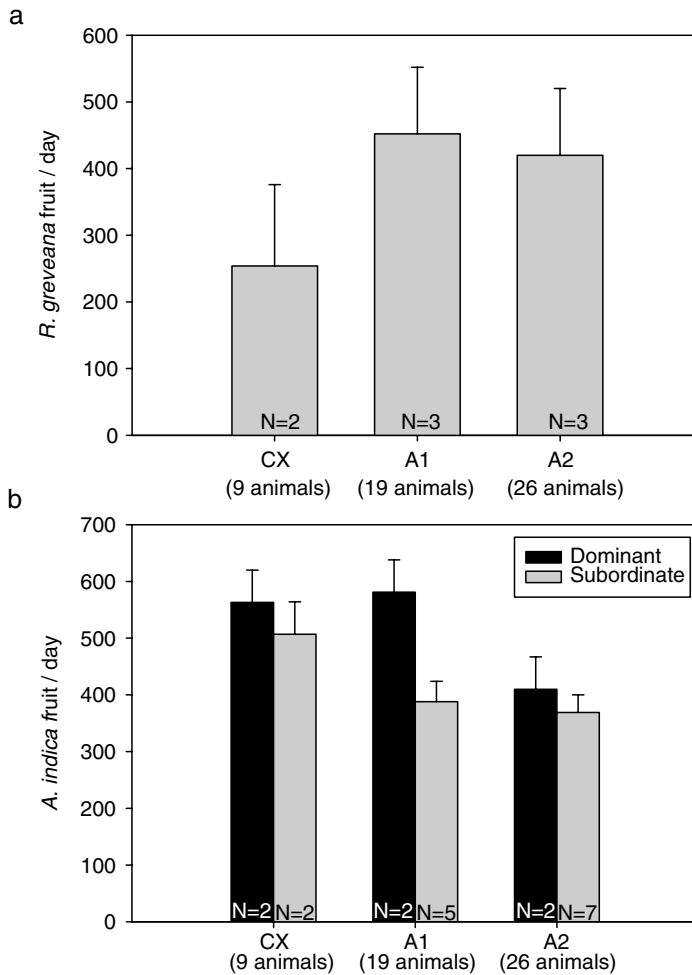 a
600
500
400
300
200
100
0
R. greveana fruit / day
N=2 N=3 N=3
CX A1 A2
(9 animals) (19 animals) (26 animals)
b
700
600
500
400
300
200
100
0
A. indica fruit / day
Dominant
Subordinate
N=2 N=2 N=2 N=5 N=2 N=7
CX A1 A2
(9 animals) (19 animals) (26 animals)